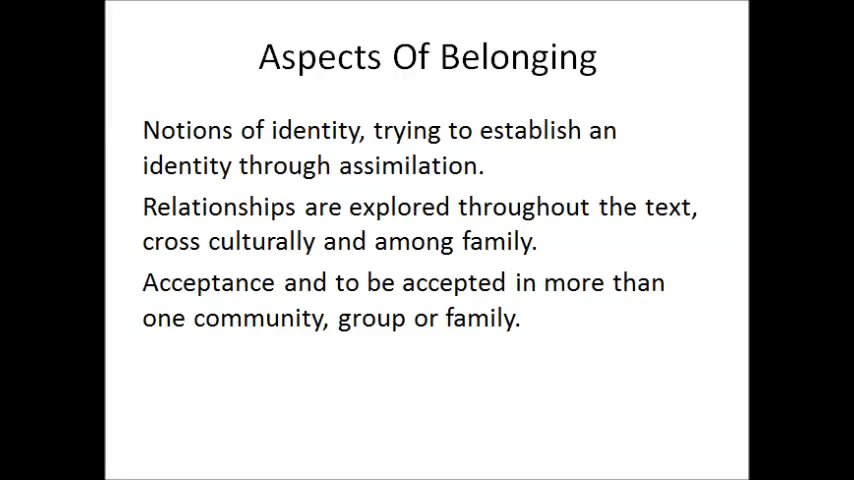 Aspects Of Belonging
Notions of identity, trying to establish an
identity through assimilation.
Relationships are explored throughout the text,
cross culturally and among family.
Acceptance and to be accepted in more than
one community, group or family.